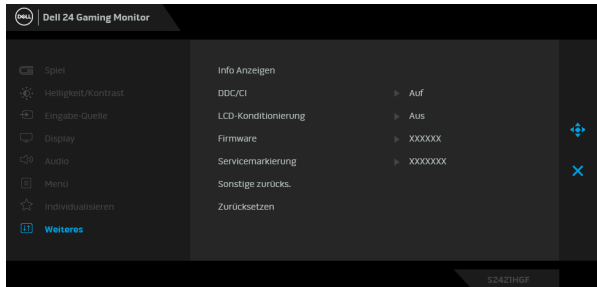 DELL
Dell 24 Gaming Monitor
Spiel
Helligkeit/Kontrast
Eingabe-Quelle
Display
Audio
Menü
Individualisieren
Weiteres
Info Anzeigen
DDC/CI Auf
LCD-Konditionierung Aus
Firmware XXXXXX
Servicemarkierung XXXXXXX
Sonstige zurücks.
Zurücksetzen
S2421HGF